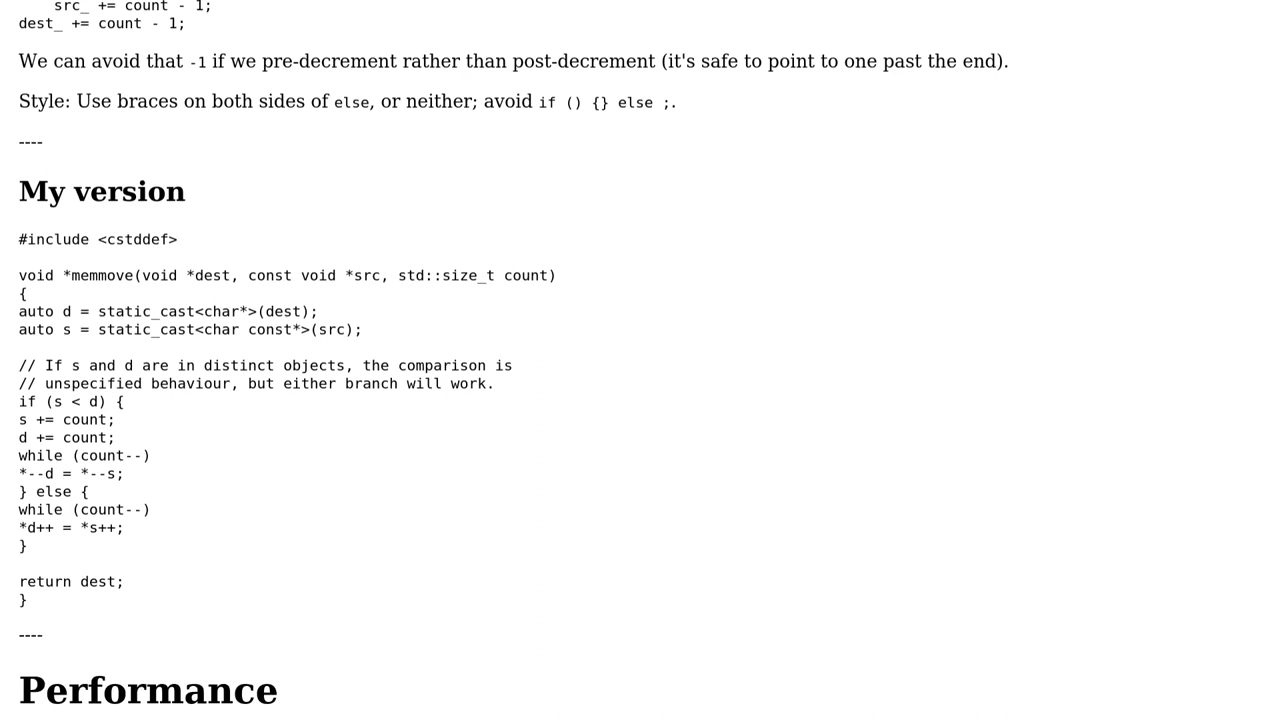 src_ += count - 1;
dest_ += count - 1;
We can avoid that -1 if we pre-decrement rather than post-decrement (it's safe to point to one past the end).
Style: Use braces on both sides of else, or neither; avoid if () {} else ;.
----
My version
#include <cstddef>
void *memmove(void *dest, const void *src, std::size_t count)
{
auto d = static_cast<char*>(dest);
auto s = static_cast<char const*>(src);
// If s and d are in distinct objects, the comparison is
// unspecified behaviour, but either branch will work.
if (s < d) {
s += count;
d += count;
while (count--)
*--d = *--s;
} else {
while (count--)
*d++ = *s++;
}
return dest;
}
----
Performance